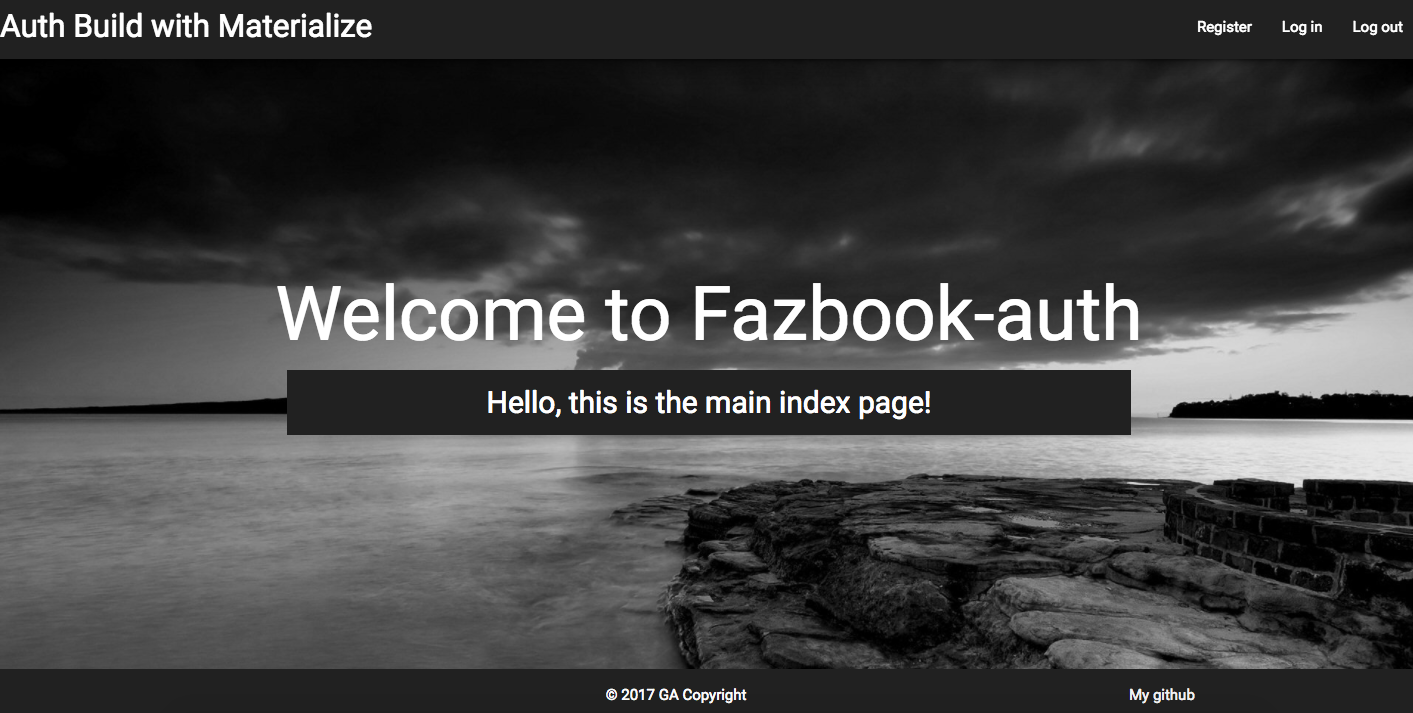 Auth Build with Materialize
Register Log in Log out
Welcome to Fazbook-auth
Hello, this is the main index page!
© 2017 GA Copyright
My github